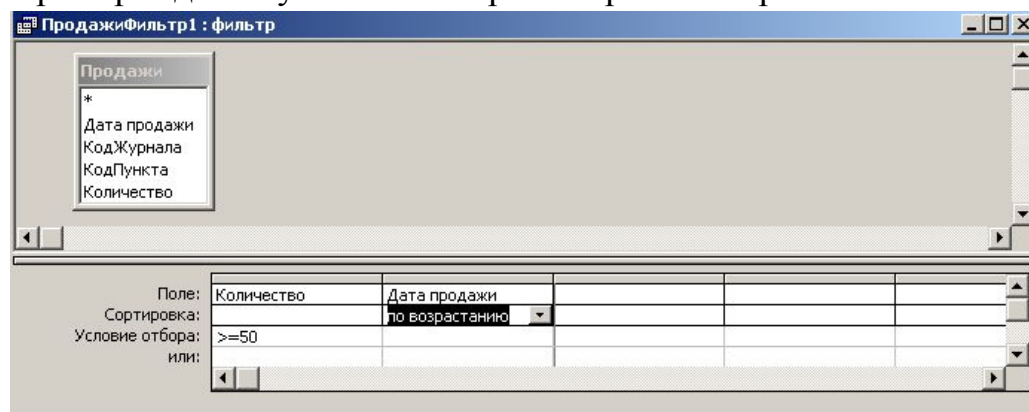 ПродажиФильтр1 : фильтр
Продажи
*
Дата продажи
КодЖурнала
КодПункта
Количество
Поле: Количество Дата продажи
Сортировка: по возрастанию
Условие отбора: >=50
или: